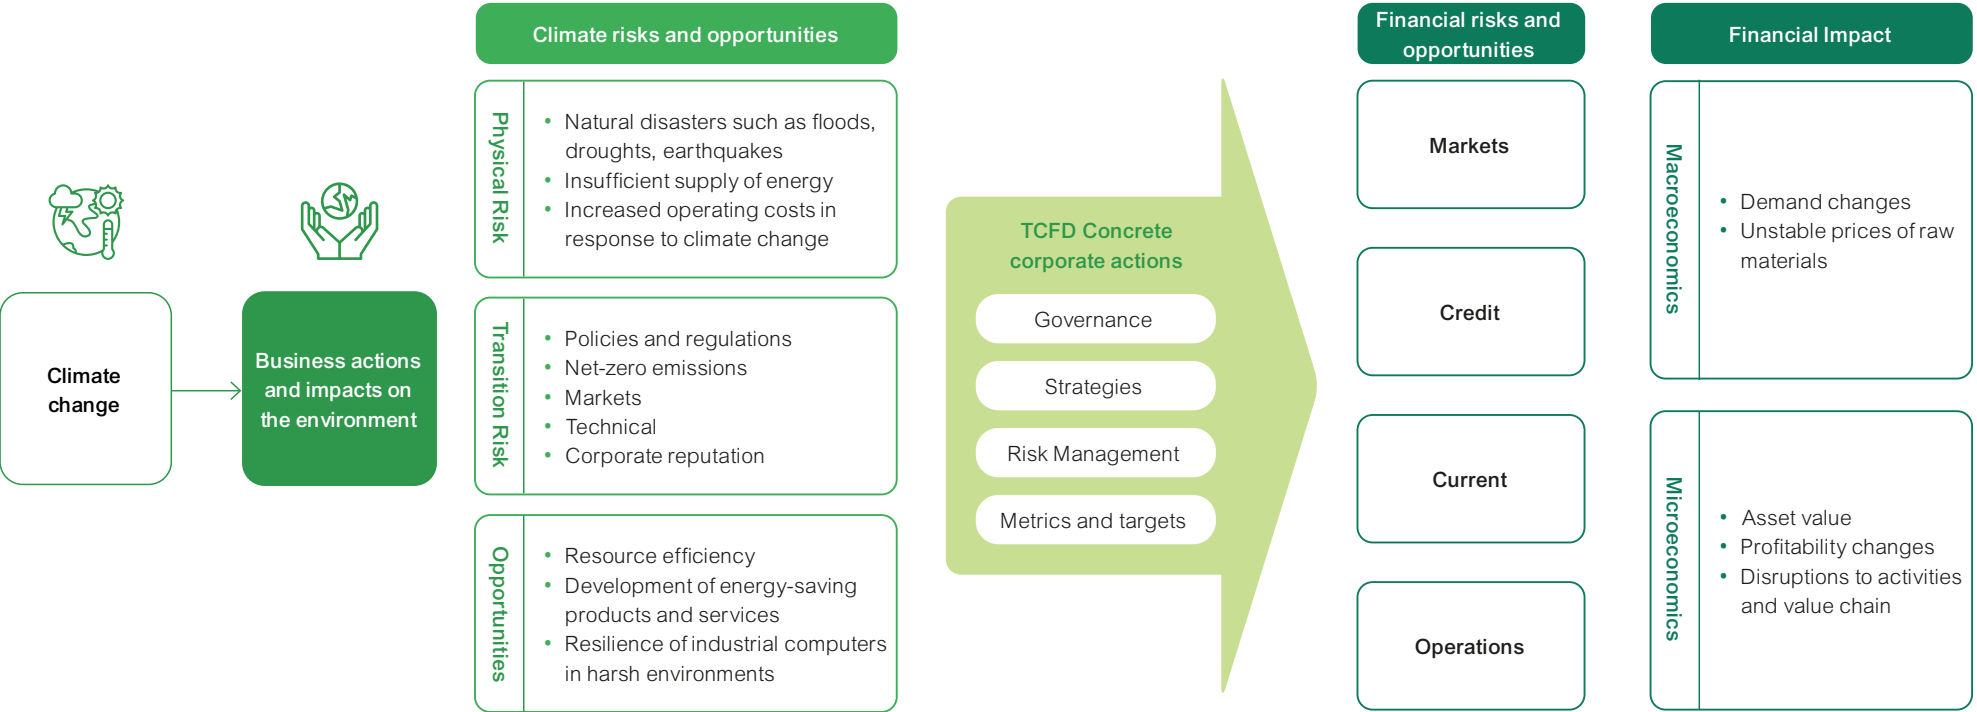 Climate
change
Business actions
and impacts on
the environment
Climate risks and opportunities
Physical Risk
• Natural disasters such as floods,
droughts, earthquakes
• Insufficient supply of energy
• Increased operating costs in
response to climate change
Transition Risk
• Policies and regulations
• Net-zero emissions
• Markets
• Technical
• Corporate reputation
Opportunities
• Resource efficiency
• Development of energy-saving
products and services
• Resilience of industrial computers
in harsh environments
TCFD Concrete
corporate actions
Governance
Strategies
Risk Management
Metrics and targets
Financial risks and
opportunities
Markets
Credit
Current
Operations
Financial Impact
Macroeconomics
• Demand changes
• Unstable prices of raw
materials
Microeconomics
• Asset value
• Profitability changes
• Disruptions to activities
and value chain